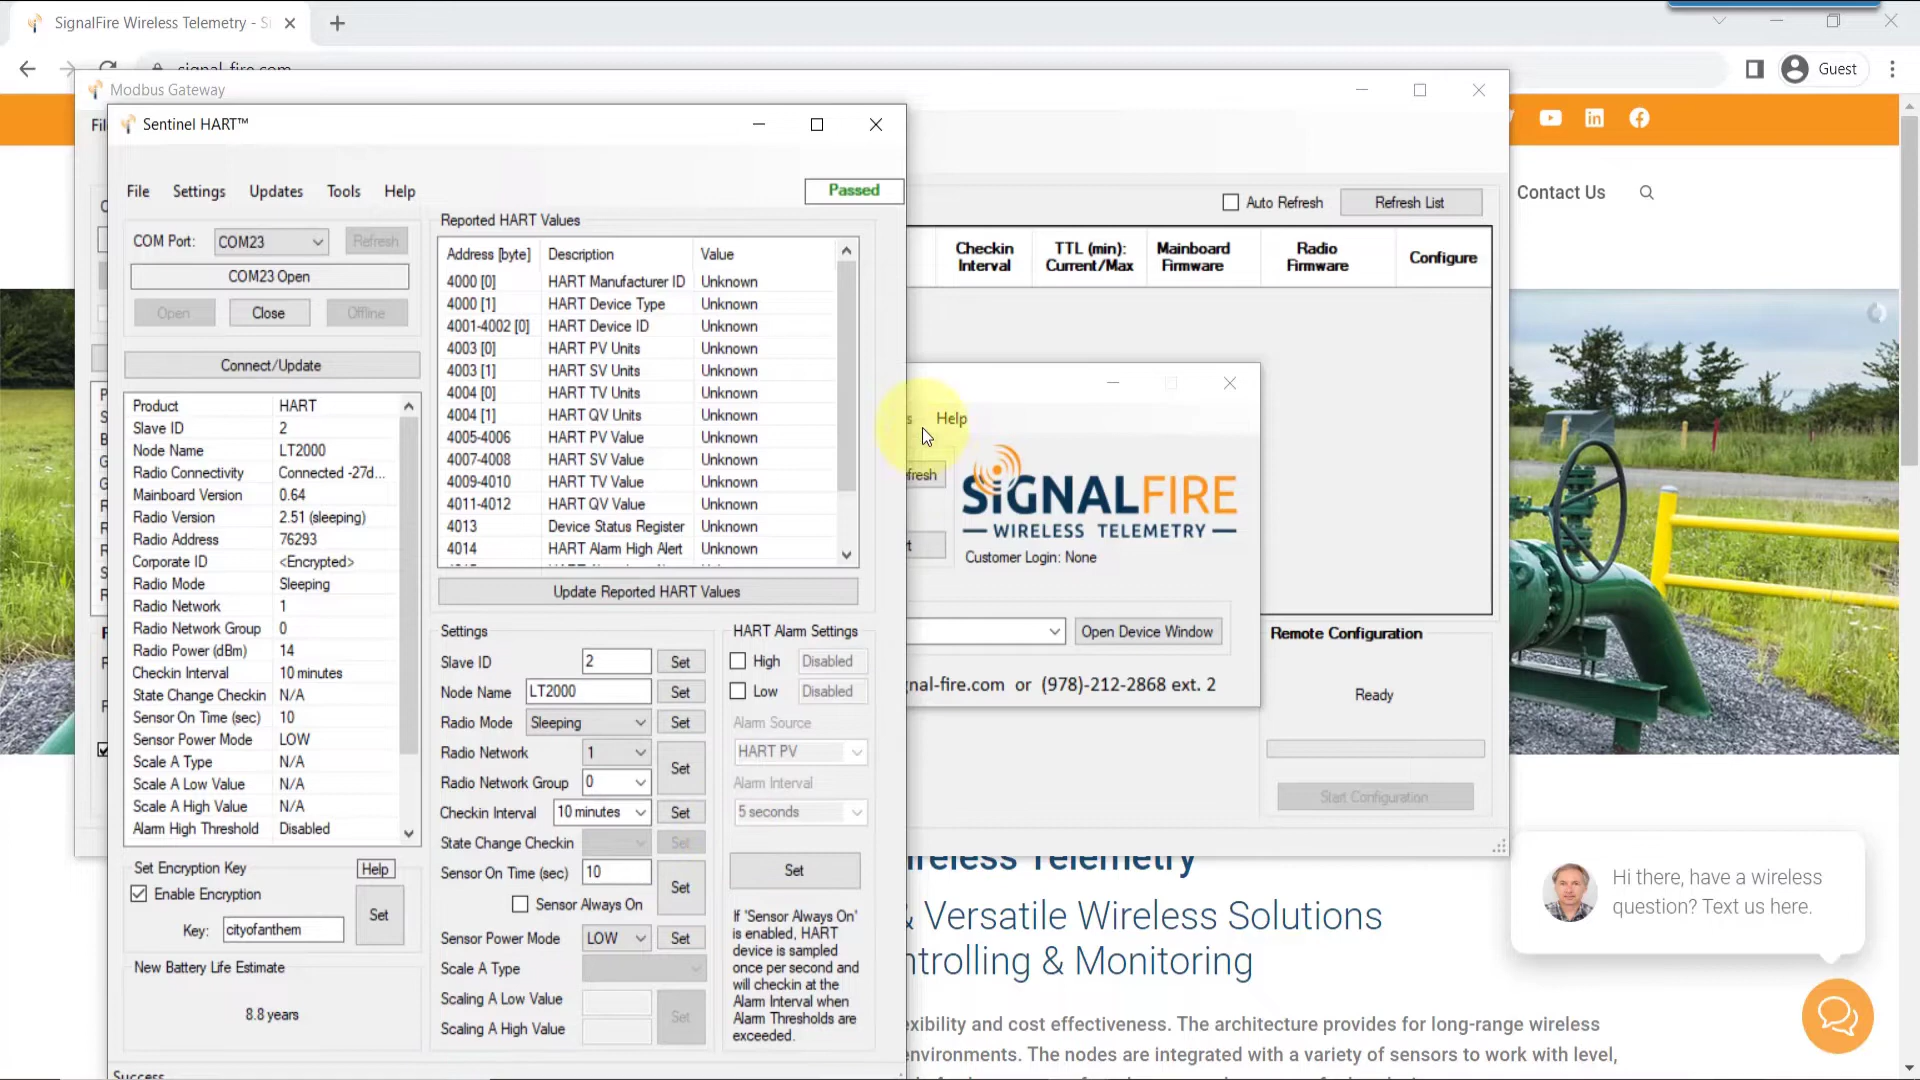 SignalFire Wireless Telemetry - Si
Guest
signal-fire.com
Modbus Gateway
Fil
Sentinel HART™
File Settings Updates Tools Help
Passed
Auto Refresh
Refresh List
Contact Us
COM Port:
COM23
Refresh
COM23 Open
Open
Close
Offline
Connect/Update
Product HART
Slave ID 2
Node Name LT2000
Radio Connectivity Connected -27d...
Mainboard Version 0.64
Radio Version 2.51 (sleeping)
Radio Address 76293
Corporate ID <Encrypted>
Radio Mode Sleeping
Radio Network 1
Radio Network Group 0
Radio Power (dBm) 14
Checkin Interval 10 minutes
State Change Checkin N/A
Sensor On Time (sec) 10
Sensor Power Mode LOW
Scale A Type N/A
Scale A Low Value N/A
Scale A High Value N/A
Alarm High Threshold Disabled
Set Encryption Key
Help
Enable Encryption
Key: cityofanthem
Set
New Battery Life Estimate
8.8 years
Success
Reported HART Values
Address [byte] Description Value
4000 [0] HART Manufacturer ID Unknown
4000 [1] HART Device Type Unknown
4001-4002 [0] HART Device ID Unknown
4003 [0] HART PV Units Unknown
4003 [1] HART SV Units Unknown
4004 [0] HART TV Units Unknown
4004 [1] HART QV Units Unknown
4005-4006 HART PV Value Unknown
4007-4008 HART SV Value Unknown
4009-4010 HART TV Value Unknown
4011-4012 HART QV Value Unknown
4013 Device Status Register Unknown
4014 HART Alarm High Alert Unknown
Update Reported HART Values
Settings
Slave ID 2 Set
Node Name LT2000 Set
Radio Mode Sleeping Set
Radio Network 1
Set
Radio Network Group 0
Checkin Interval 10 minutes Set
State Change Checkin Set
Sensor On Time (sec) 10
Set
Sensor Always On
Sensor Power Mode LOW Set
Scale A Type
Scaling A Low Value
Set
Scaling A High Value
HART Alarm Settings
High Disabled
Low Disabled
Alarm Source
HART PV
Alarm Interval
5 seconds
Set
If 'Sensor Always On'
is enabled, HART
device is sampled
once per second and
will checkin at the
Alarm Interval when
Alarm Thresholds are
exceeded.
Checkin
Interval
TTL (min):
Current/Max
Mainboard
Firmware
Radio
Firmware
Configure
s Help
fresh
SIGNALFIRE
WIRELESS TELEMETRY
Customer Login: None
t
Open Device Window
nal-fire.com or (978)-212-2868 ext. 2
Remote Configuration
Ready
Start Configuration
ireless Telemetry
& Versatile Wireless Solutions
ntrolling & Monitoring
exibility and cost effectiveness. The architecture provides for long-range wireless
nvironments. The nodes are integrated with a variety of sensors to work with level,
Hi there, have a wireless
question? Text us here.